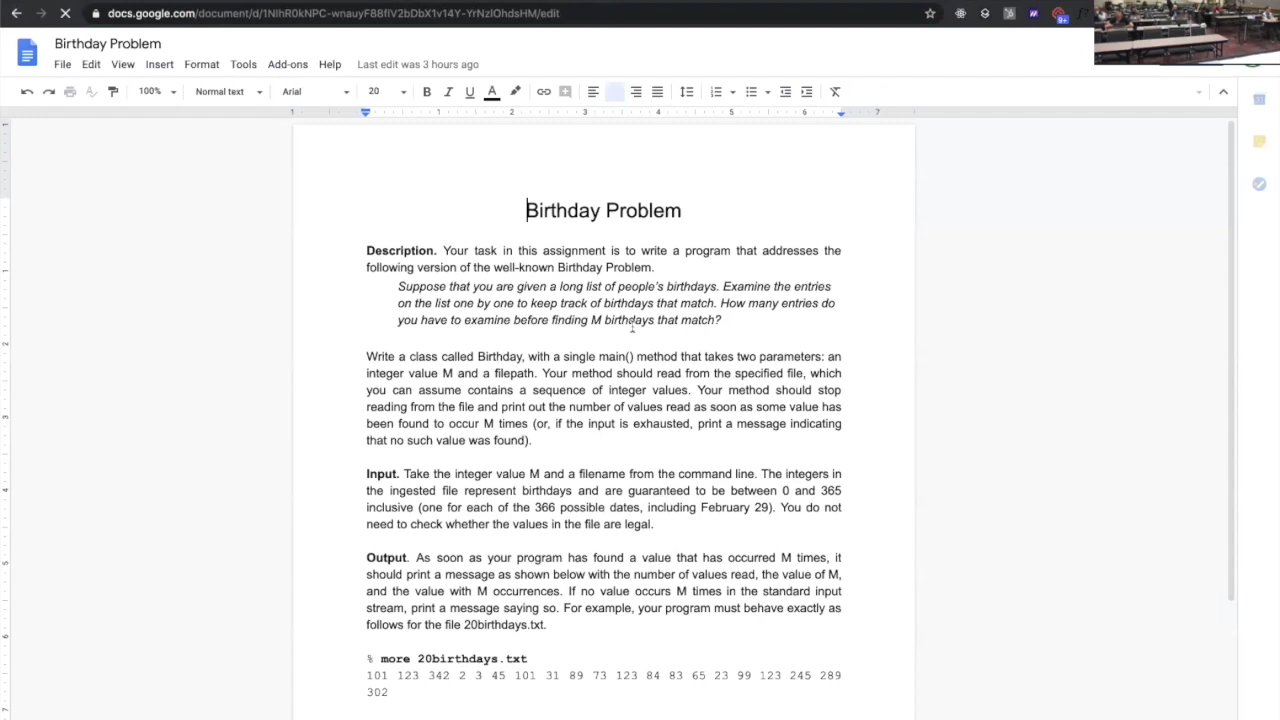 docs.google.com/document/d/1NIhR0kNPC-wnauyF88fIV2bDbX1v14Y-YrNzIOhdsHM/edit
9+
f?
Birthday Problem
File Edit View Insert Format Tools Add-ons Help Last edit was 3 hours ago
100% Normal text Arial 20 B I U A
1 1 2 3 4 5 6 7
Birthday Problem
Description. Your task in this assignment is to write a program that addresses the
following version of the well-known Birthday Problem.
Suppose that you are given a long list of people's birthdays. Examine the entries
on the list one by one to keep track of birthdays that match. How many entries do
you have to examine before finding M birthdays that match?
Write a class called Birthday, with a single main() method that takes two parameters: an
integer value M and a filepath. Your method should read from the specified file, which
you can assume contains a sequence of integer values. Your method should stop
reading from the file and print out the number of values read as soon as some value has
been found to occur M times (or, if the input is exhausted, print a message indicating
that no such value was found).
Input. Take the integer value M and a filename from the command line. The integers in
the ingested file represent birthdays and are guaranteed to be between 0 and 365
inclusive (one for each of the 366 possible dates, including February 29). You do not
need to check whether the values in the file are legal.
Output. As soon as your program has found a value that has occurred M times, it
should print a message as shown below with the number of values read, the value of M,
and the value with M occurrences. If no value occurs M times in the standard input
stream, print a message saying so. For example, your program must behave exactly as
follows for the file 20birthdays.txt.
% more 20birthdays.txt
101 123 342 2 3 45 101 31 89 73 123 84 83 65 23 99 123 245 289
302